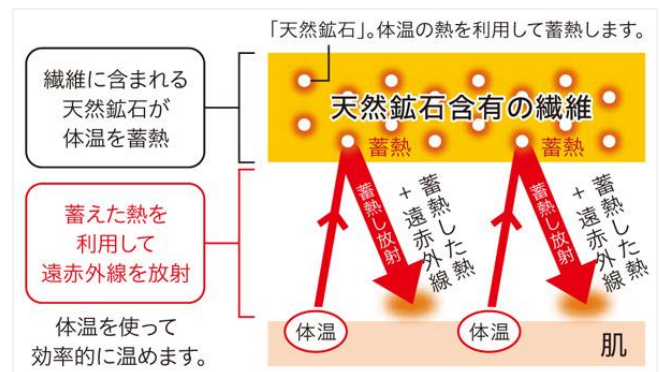 「天然鉱石」。体温の熱を利用して蓄熱します。
繊維に含まれる
天然鉱石が
体温を蓄熱
天然鉱石含有の繊維
蓄熱
蓄熱
蓄えた熱を
利用して
遠赤外線を放射
蓄熱し放射
蓄熱した熱
+遠赤外線
蓄熱し放射
蓄熱した熱
+遠赤外線
体温
体温
肌
体温を使って
効率的に温めます。